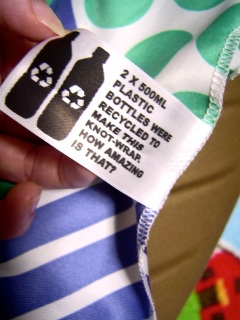 2 X 500ML
PLASTIC
BOTTLES WERE
RECYCLED TO
MAKE THIS
KNOT-WRAP.
HOW AMAZING
IS THAT?